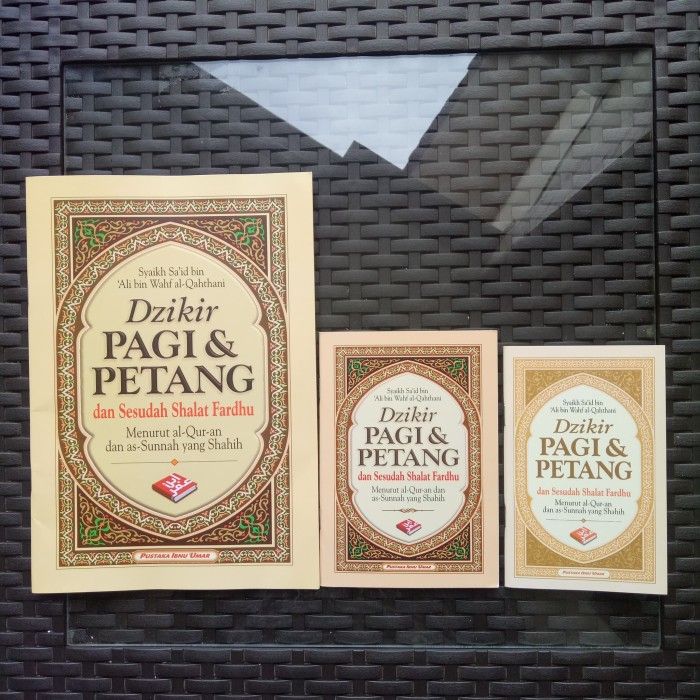 Syaikh Sa'id bin
'Ali bin Wahf al-Qahthani
Dzikir
PAGI &
PETANG
dan Sesudah Shalat Fardhu
Menurut al-Qur-an
dan as-Sunnah yang Shahih
PUSTAKA IBNU 'UMAR
Syaikh Sa'id bin
'Ali bin Wahf al-Qahthani
Dzikir
PAGI &
PETANG
dan Sesudah Shalat Fardhu
Menurut al-Qur-an dan
as-Sunnah yang Shahih
PUSTAKA IBNU 'UMAR
Syaikh Sa'id bin
'Ali bin Wahf al-Qahthani
Dzikir
PAGI &
PETANG
dan Sesudah Shalat Fardhu
Menurut al-Qur-an
dan as-Sunnah yang Shahih
PUSTAKA IBNU 'UMAR